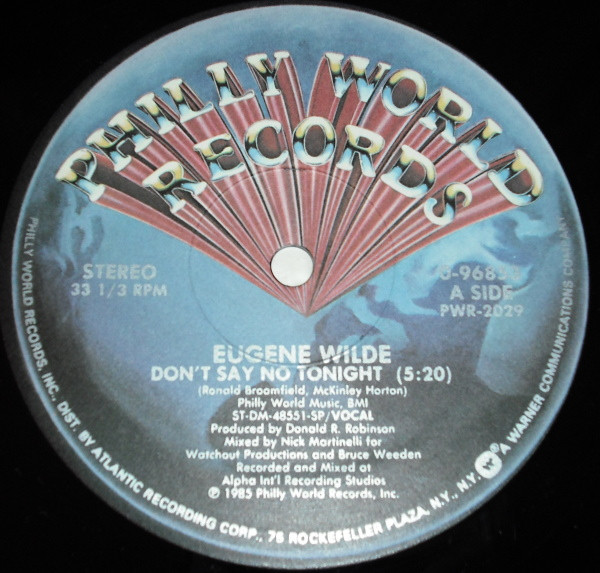 PHILLY WORLD
RECORDS
STEREO
33 1/3 RPM
A SIDE
PWR-2029
EUGENE WILDE
DON'T SAY NO TONIGHT (5:20)
(Ronald Broomfield, McKinley Horton)
Philly World Music, BMI
ST-DM-48551-SP/VOCAL
Produced by Donald R. Robinson
Mixed by Nick Martinelli for
Watchout Productions and Bruce Weeden
Recorded and Mixed at
Alpha Int'l Recording Studios
℗ 1985 Philly World Records, Inc.
PHILLY WORLD RECORDS, INC. DIST. BY ATLANTIC RECORDING CORP., 75 ROCKEFELLER PLAZA, N.Y., N.Y. W ® A WARNER COMMUNICATIONS COMPANY